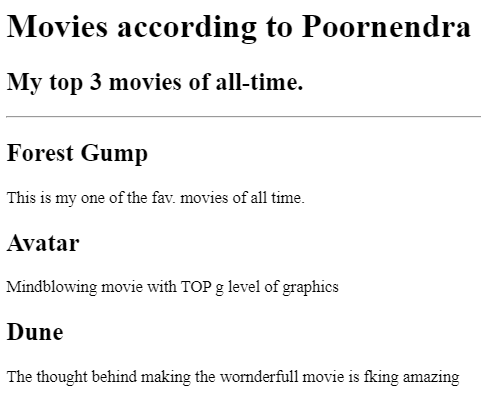 Movies according to Poornendra
My top 3 movies of all-time.
Forest Gump
This is my one of the fav. movies of all time.
Avatar
Mindblowing movie with TOP g level of graphics
Dune
The thought behind making the wornderfull movie is fking amazing